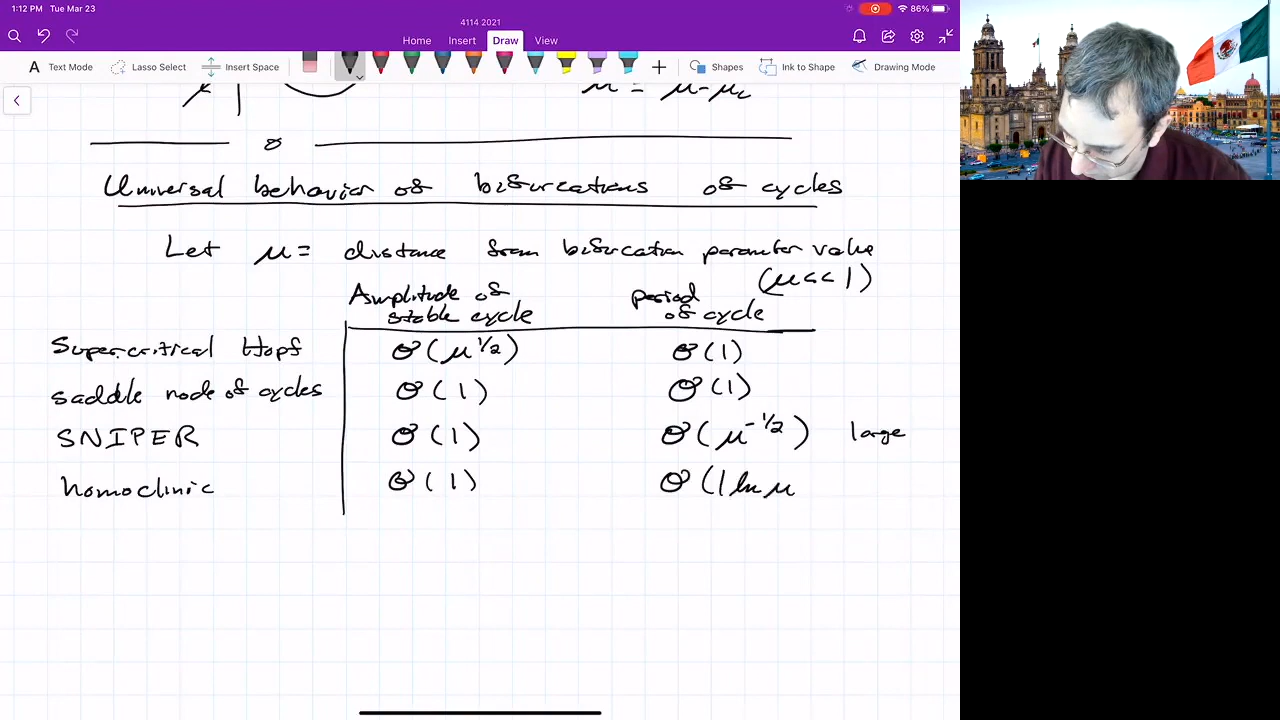 1:12 PM Tue Mar 23
86%
4114 2021
Home Insert Draw View
Text Mode Lasso Select Insert Space Shapes Ink to Shape Drawing Mode
μ = μ - μc
Universal behavior of bifurcations of cycles
Let μ = distance from bifurcation parameter value
(μ << 1)
Amplitude of stable cycle period of cycle
Supercritical Hopf O(μ^1/2) O(1)
saddle node of cycles O(1) O(1)
SNIPER O(1) O(μ^-1/2) large
homoclinic O(1) O(|ln μ